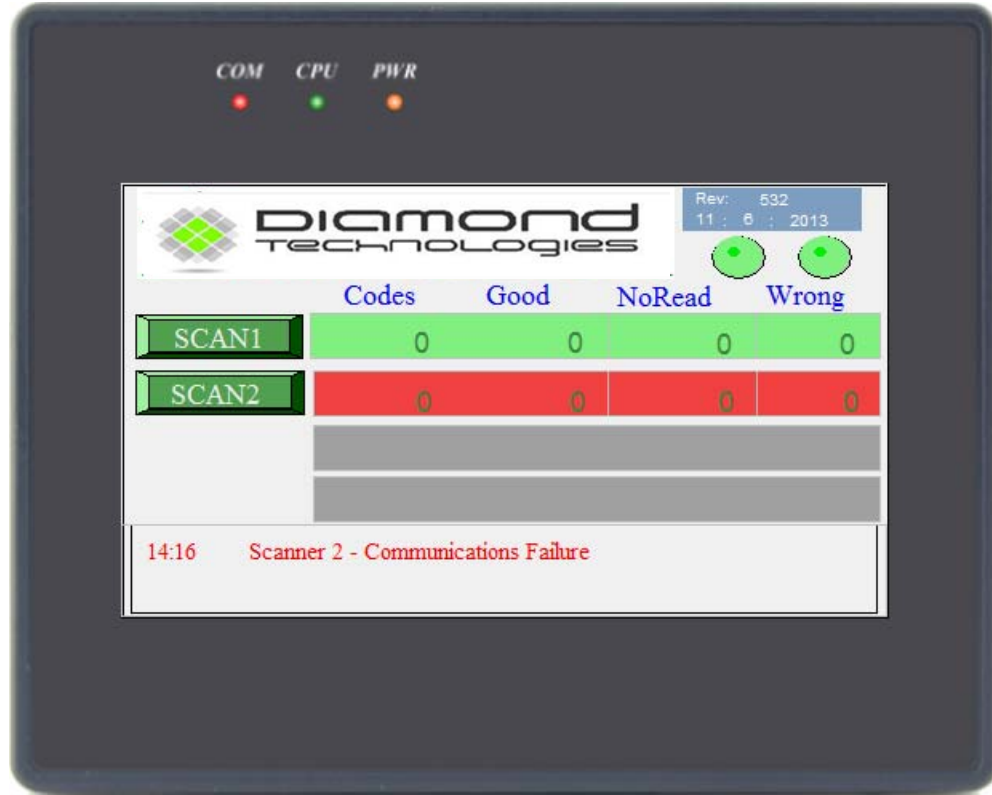 COM CPU PWR
Diamond
Technologies
Rev: 532
11 : 6 : 2013
Codes Good NoRead Wrong
SCAN1 0 0 0 0
SCAN2 0 0 0 0
14:16 Scanner 2 - Communications Failure